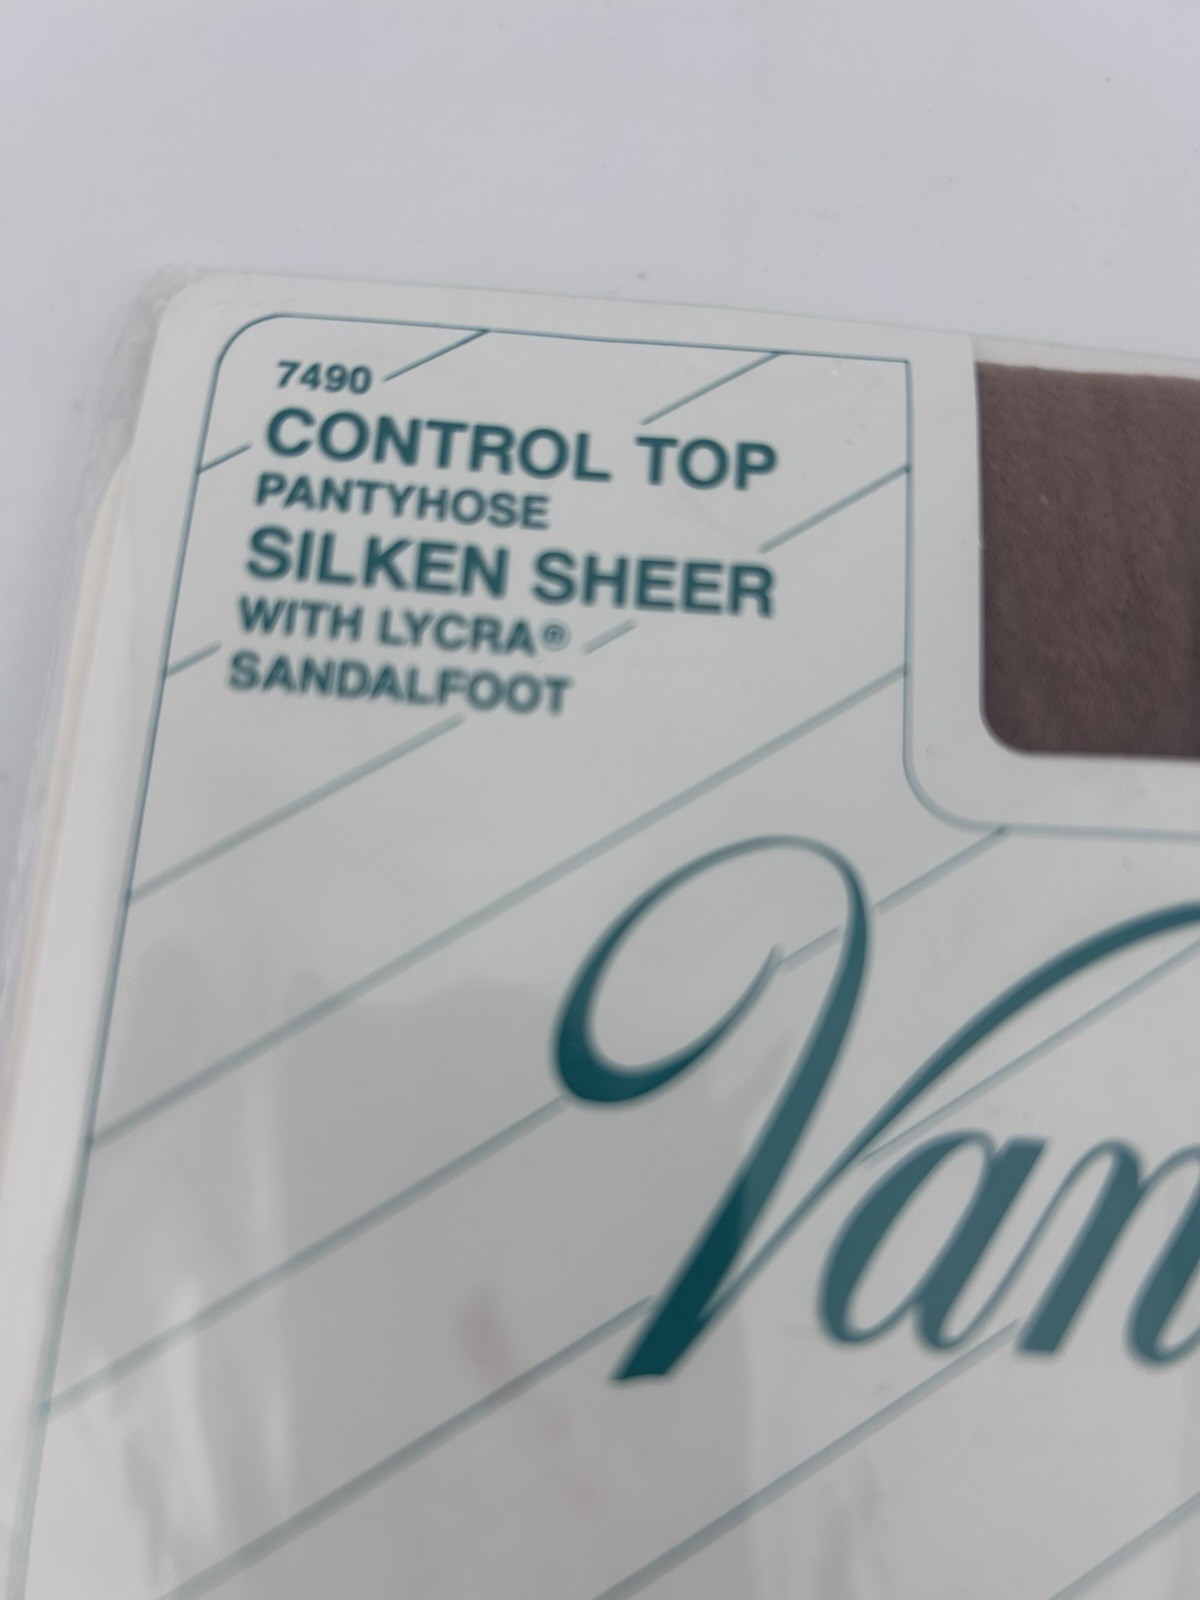 7490
CONTROL TOP
PANTYHOSE
SILKEN SHEER
WITH LYCRA®
SANDALFOOT
Van